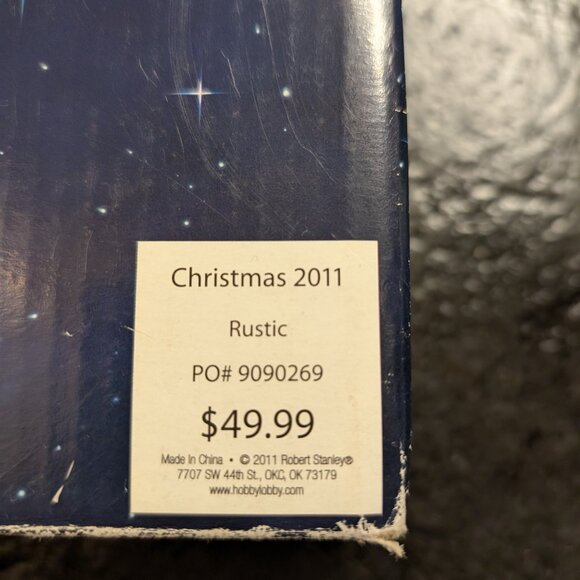 Christmas 2011
Rustic
PO# 9090269
$49.99
Made In China • © 2011 Robert Stanley®
7707 SW 44th St., OKC, OK 73179
www.hobbylobby.com